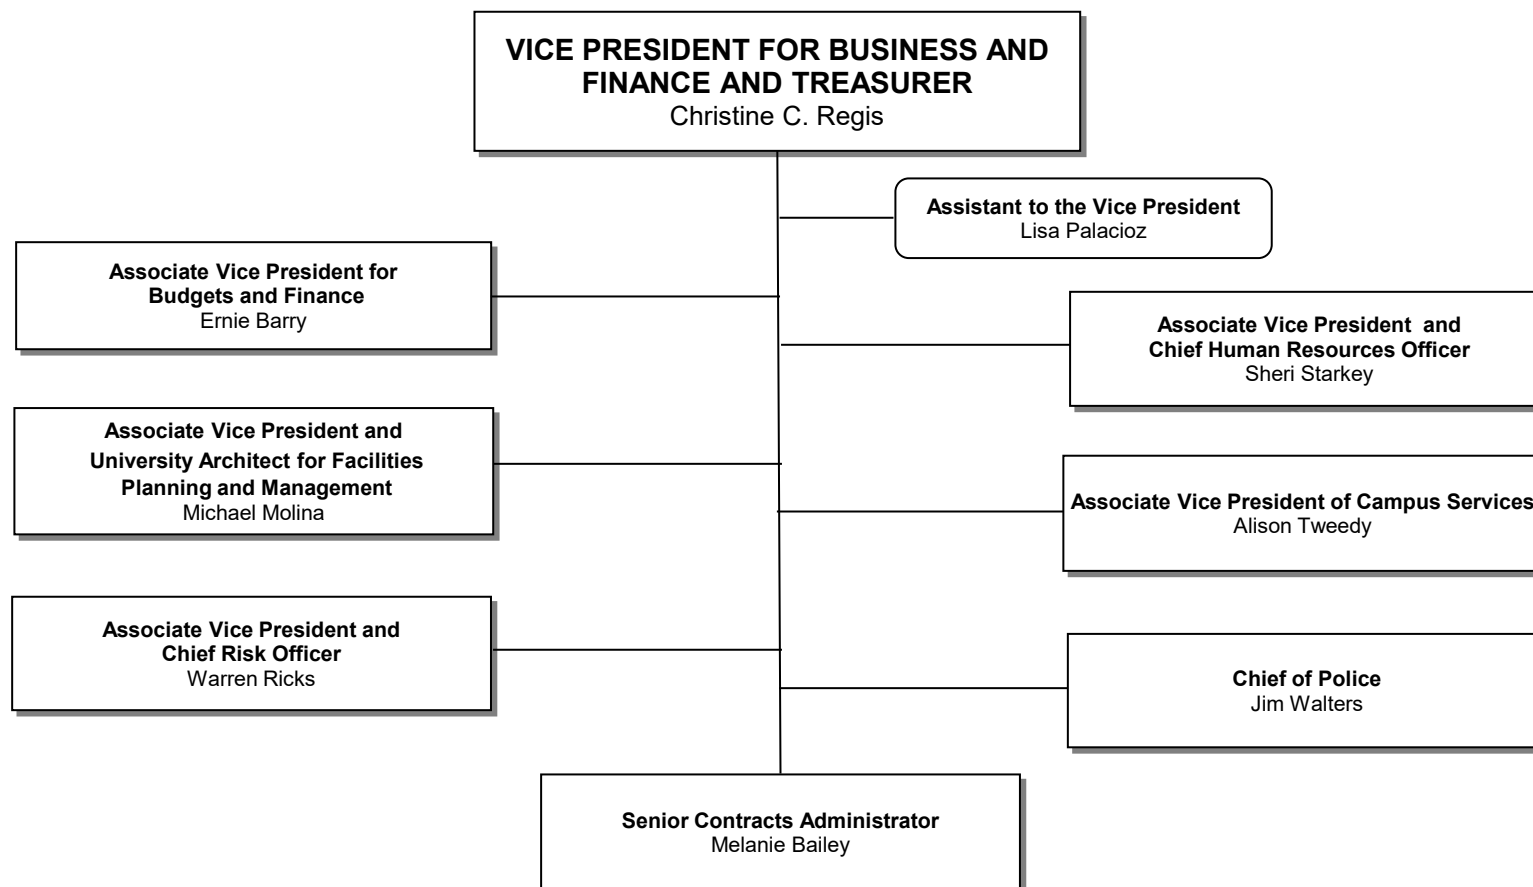 VICE PRESIDENT FOR BUSINESS AND
FINANCE AND TREASURER
Christine C. Regis
Assistant to the Vice President
Lisa Palacioz
Associate Vice President for
Budgets and Finance
Ernie Barry
Associate Vice President and
Chief Human Resources Officer
Sheri Starkey
Associate Vice President and
University Architect for Facilities
Planning and Management
Michael Molina
Associate Vice President of Campus Services
Alison Tweedy
Associate Vice President and
Chief Risk Officer
Warren Ricks
Chief of Police
Jim Walters
Senior Contracts Administrator
Melanie Bailey